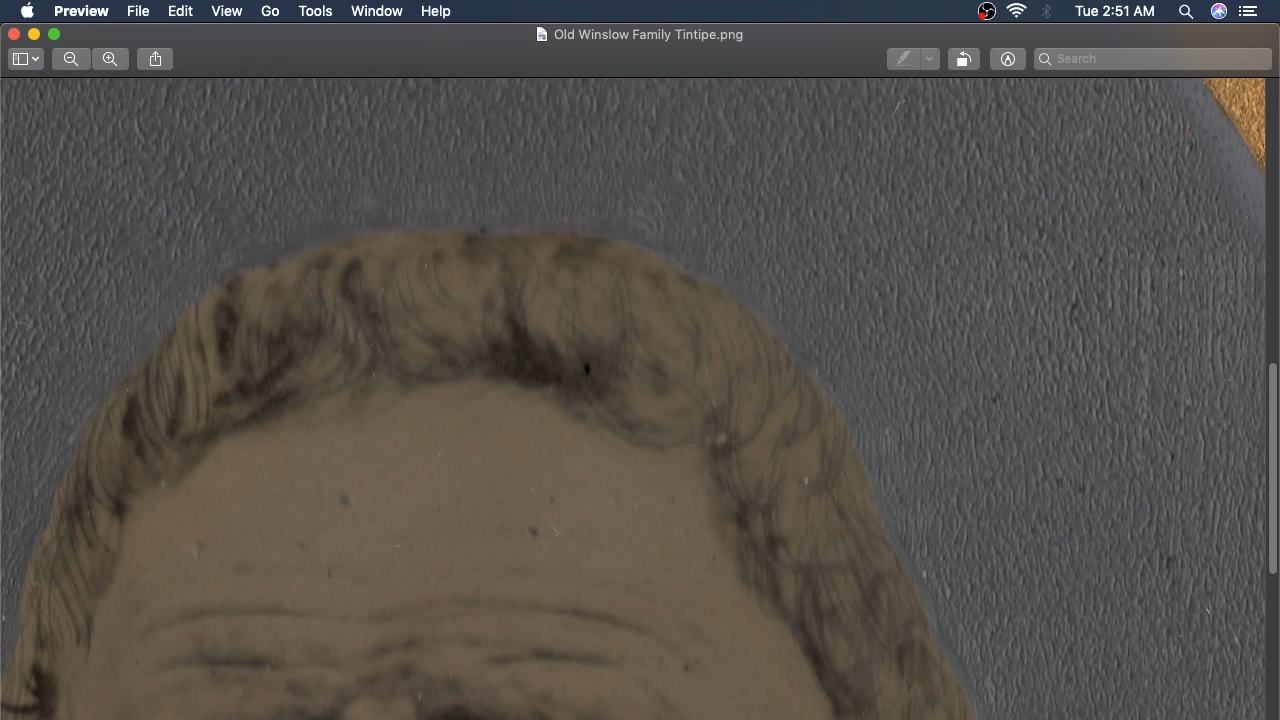 Preview File Edit View Go Tools Window Help Tue 2:51 AM
Old Winslow Family Tintipe.png
Search